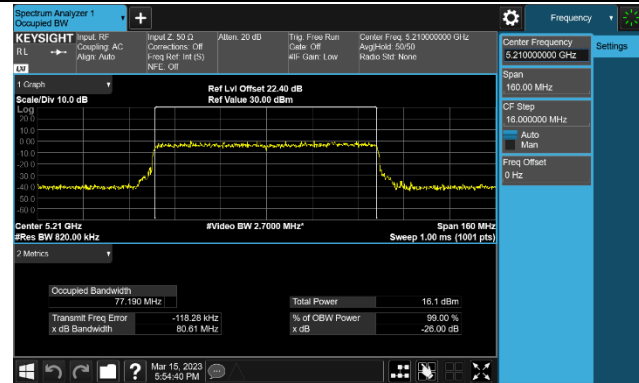 Spectrum Analyzer 1
Occupied BW
Frequency
KEYSIGHT
RL
LXI
Input: RF
Coupling: AC
Align: Auto
Input Z: 50 Ω
Corrections: Off
Freq Ref: Int (S)
NFE: Off
Atten: 20 dB
Trig: Free Run
Gate: Off
#IF Gain: Low
Center Freq: 5.210000000 GHz
Avg|Hold: 50/50
Radio Std: None
Center Frequency
5.210000000 GHz
Settings
Span
160.00 MHz
CF Step
16.000000 MHz
Auto
Man
Freq Offset
0 Hz
1 Graph
Scale/Div 10.0 dB
Ref Lvl Offset 22.40 dB
Ref Value 30.00 dBm
Log
20.0
10.0
0.00
-10.0
-20.0
-30.0
-40.0
-50.0
-60.0
Center 5.21 GHz
#Video BW 2.7000 MHz*
Span 160 MHz
#Res BW 820.00 kHz
Sweep 1.00 ms (1001 pts)
2 Metrics
Occupied Bandwidth
77.190 MHz
Total Power 16.1 dBm
Transmit Freq Error -118.28 kHz
% of OBW Power 99.00 %
x dB Bandwidth 80.61 MHz
x dB -26.00 dB
?
Mar 15, 2023
5:54:40 PM